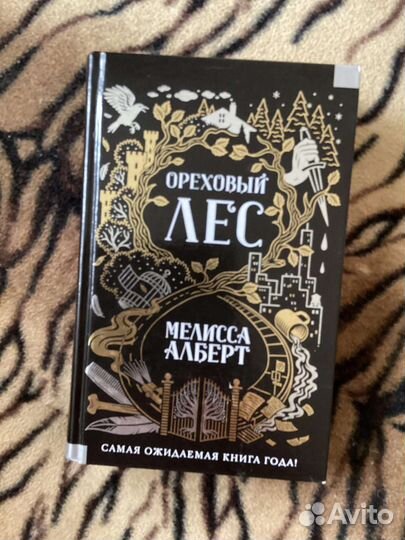 ОРЕХОВЫЙ
ЛЕС
МЕЛИССА
АЛБЕРТ
САМАЯ ОЖИДАЕМАЯ КНИГА ГОДА!
Avito